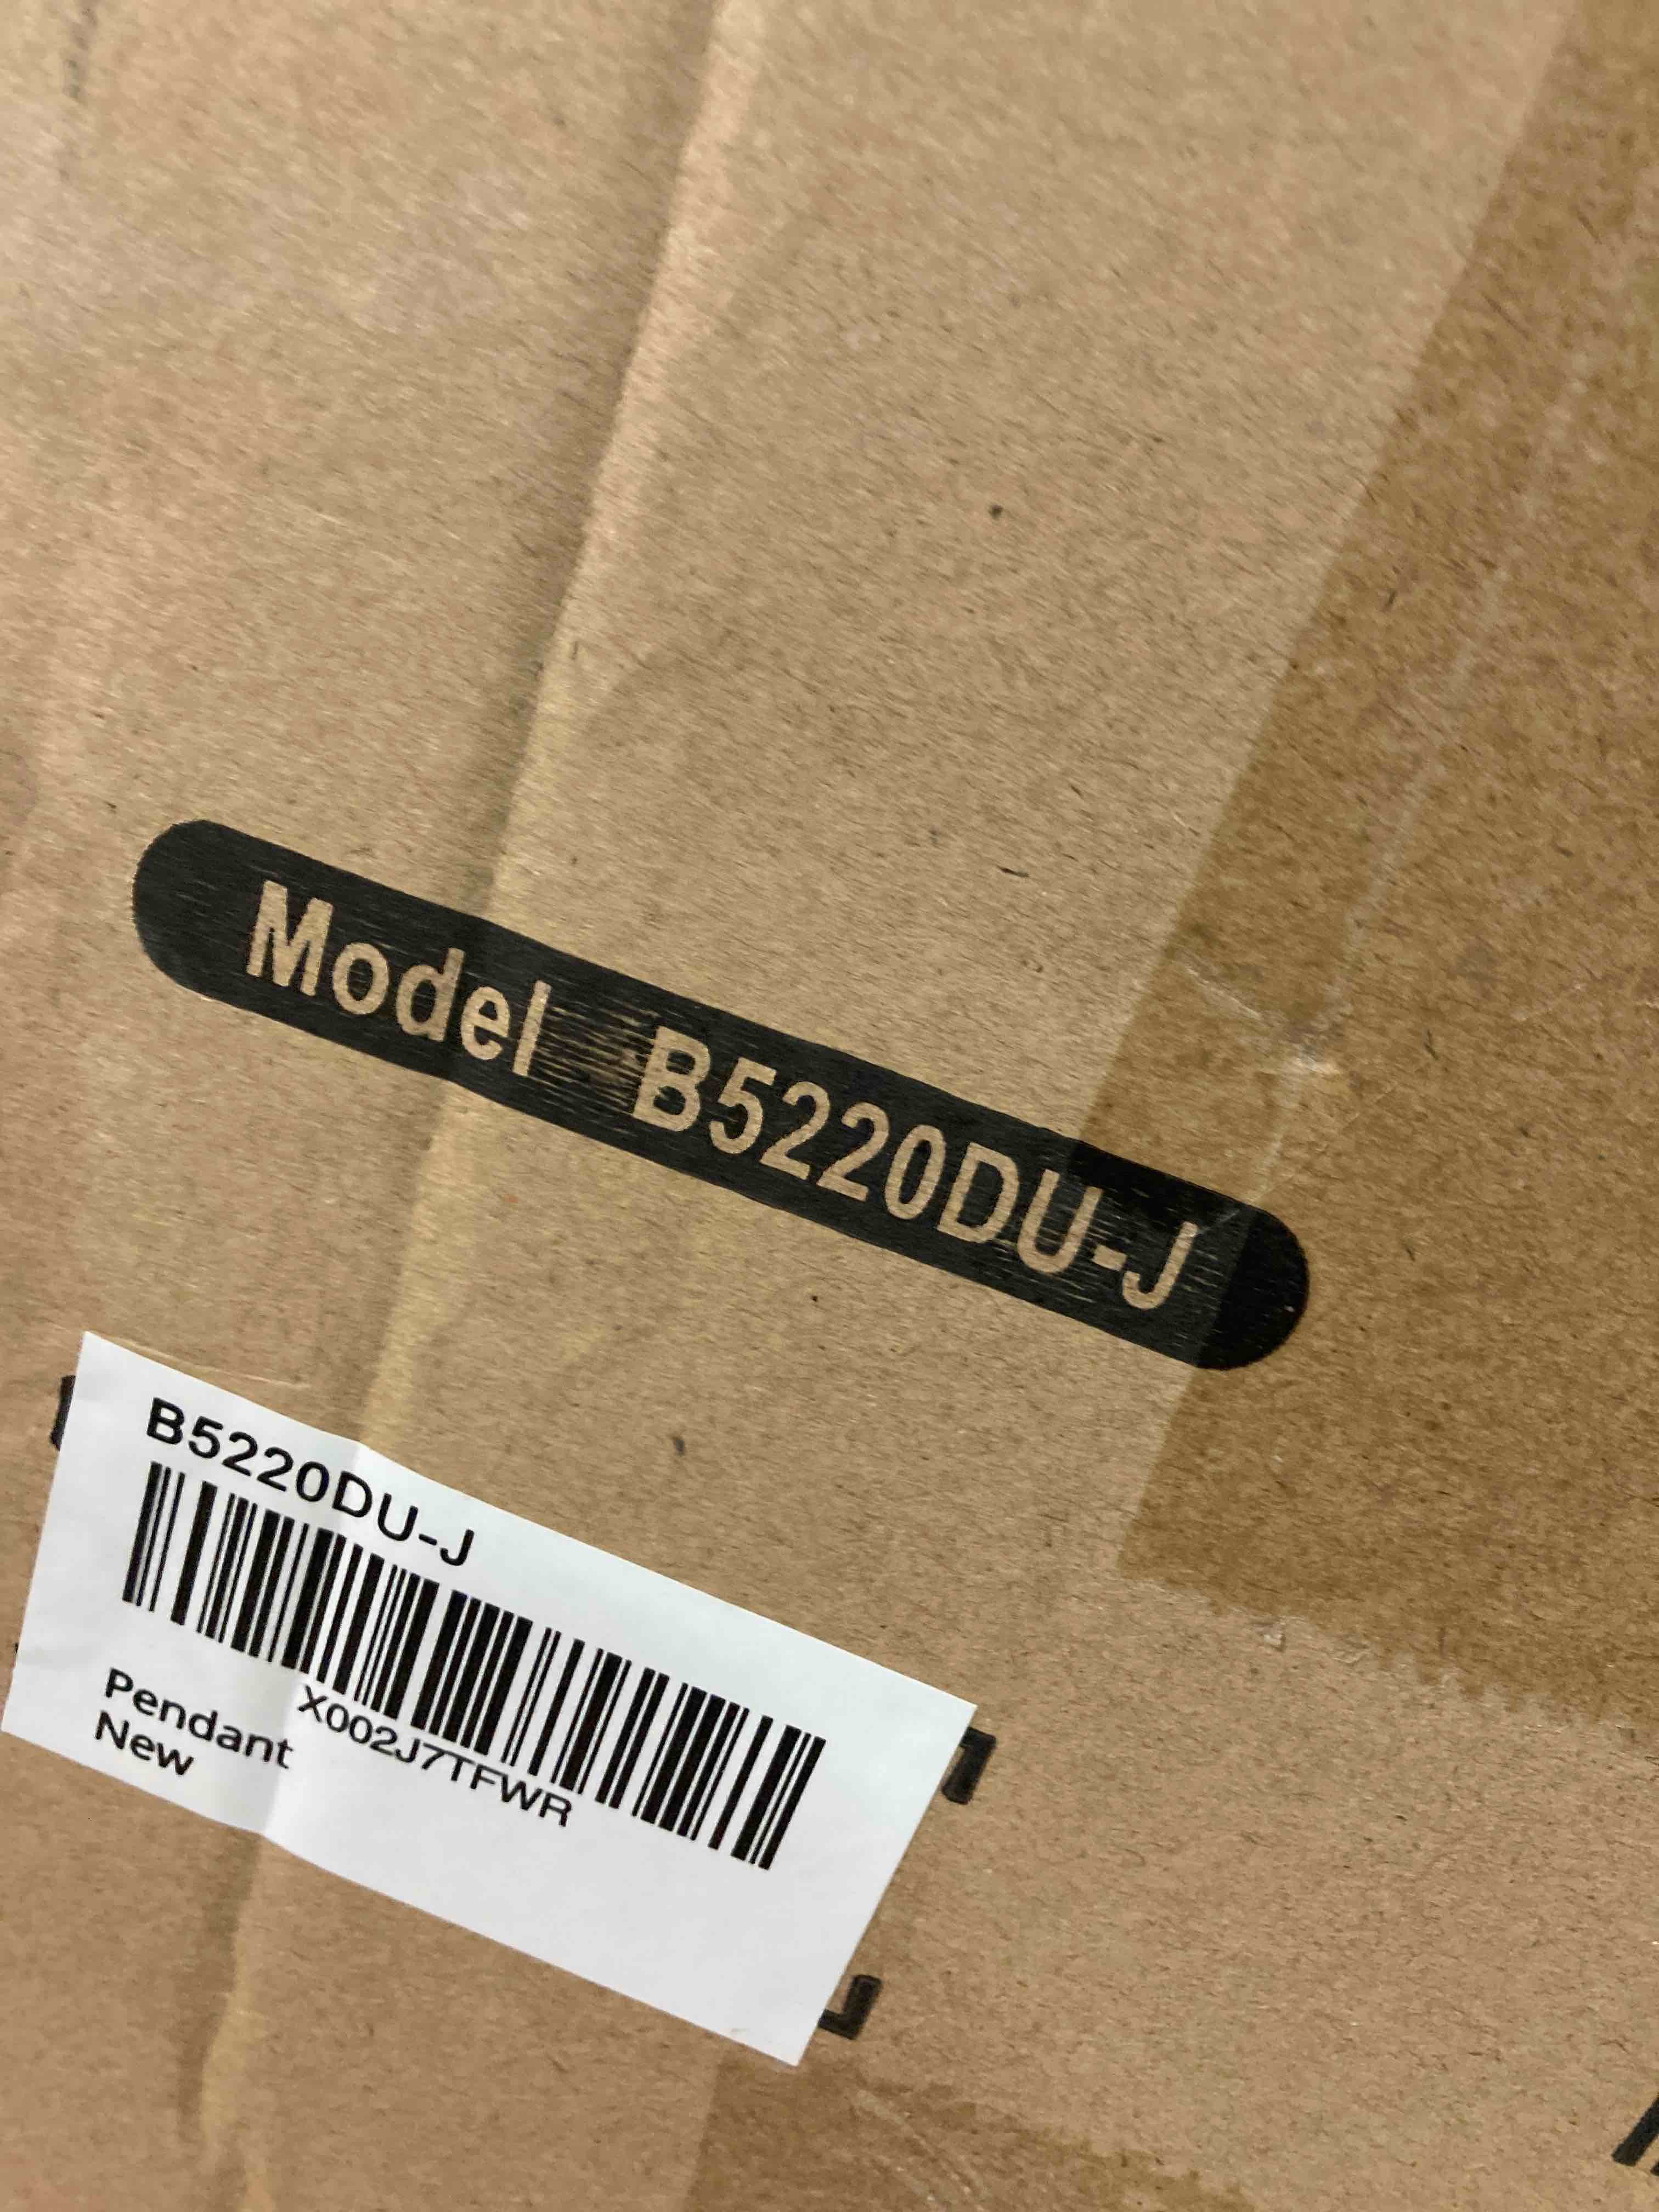 Model B5220DU-J
B5220DU-J
X002J7TFWR
Pendant
New